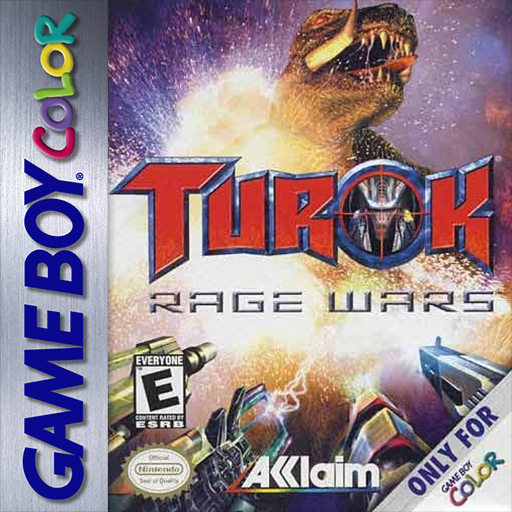 GAME BOY COLOR
®
TUROK
RAGE WARS
EVERYONE
E
CONTENT RATED BY
ESRB
Official
Nintendo
Seal of Quality
AKKlaim
ONLY FOR
GAME BOY
COLOR